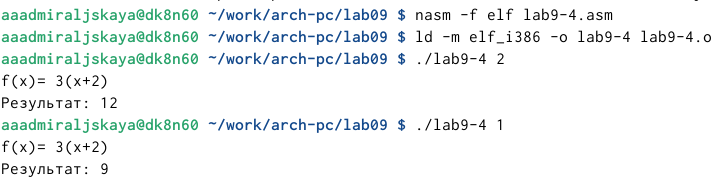 aaadmiraljskaya@dk8n60 ~/work/arch-pc/lab09 $ nasm -f elf lab9-4.asm
aaadmiraljskaya@dk8n60 ~/work/arch-pc/lab09 $ ld -m elf_i386 -o lab9-4 lab9-4.o
aaadmiraljskaya@dk8n60 ~/work/arch-pc/lab09 $ ./lab9-4 2
f(x)= 3(x+2)
Результат: 12
aaadmiraljskaya@dk8n60 ~/work/arch-pc/lab09 $ ./lab9-4 1
f(x)= 3(x+2)
Результат: 9